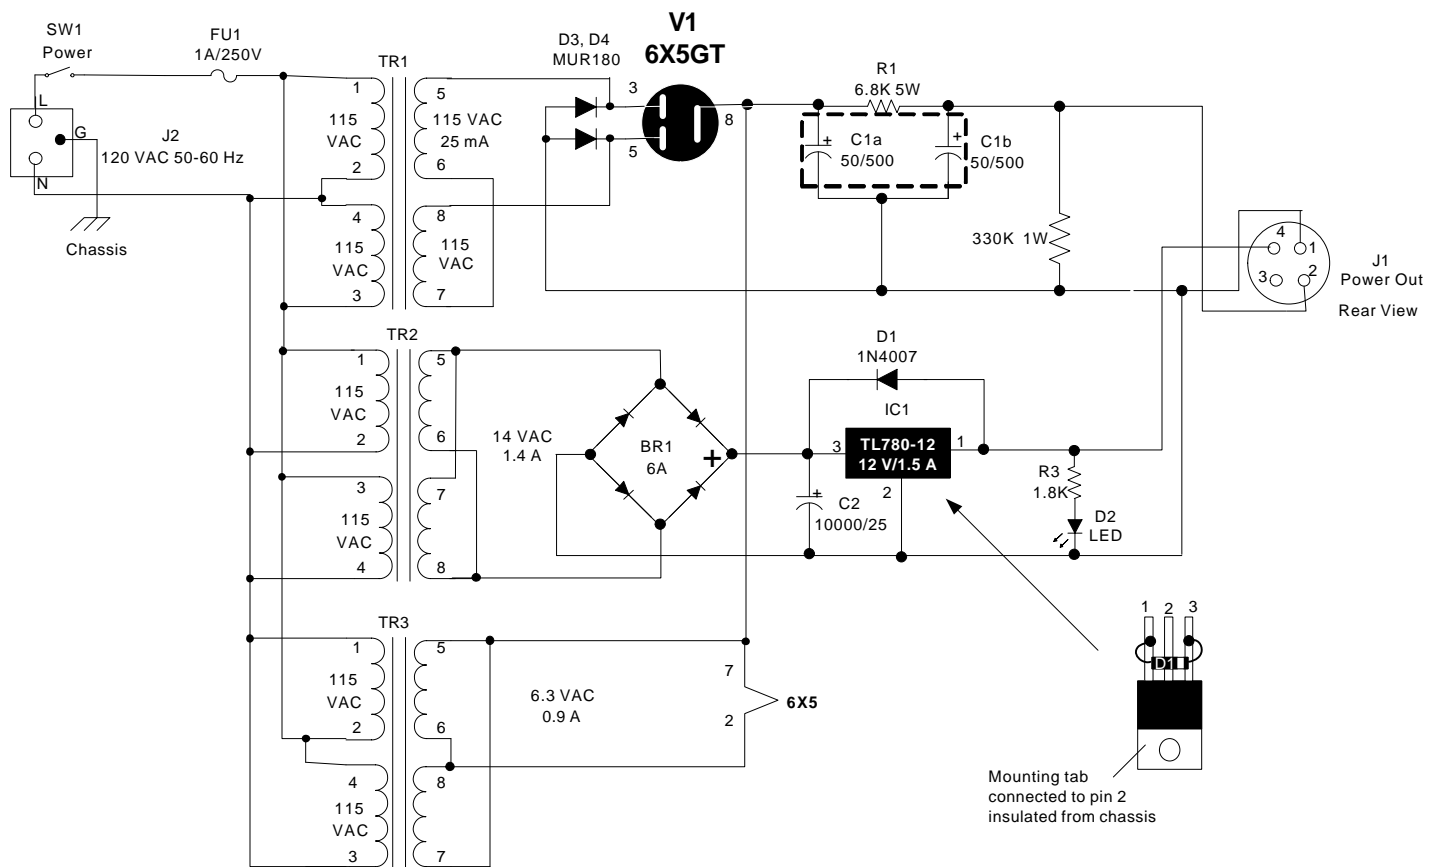 V1
6X5GT
SW1
Power
FU1
1A/250V
D3, D4
MUR180
L
G
N
J2
120 VAC 50-60 Hz
Chassis
TR1
1
115
VAC
2
4
115
VAC
3
5
115 VAC
25 mA
6
8
115
VAC
7
3
5
8
R1
6.8K 5W
C1a
50/500
+
C1b
50/500
+
330K 1W
4
1
3
2
J1
Power Out
Rear View
TR2
1
115
VAC
2
3
115
VAC
4
5
6
7
8
14 VAC
1.4 A
BR1
6A
+
D1
1N4007
IC1
3
TL780-12
12 V/1.5 A
1
2
+
C2
10000/25
R3
1.8K
D2
LED
TR3
1
115
VAC
2
4
115
VAC
3
5
6
8
7
6.3 VAC
0.9 A
7
2
6X5
1 2 3
D1
Mounting tab
connected to pin 2
insulated from chassis